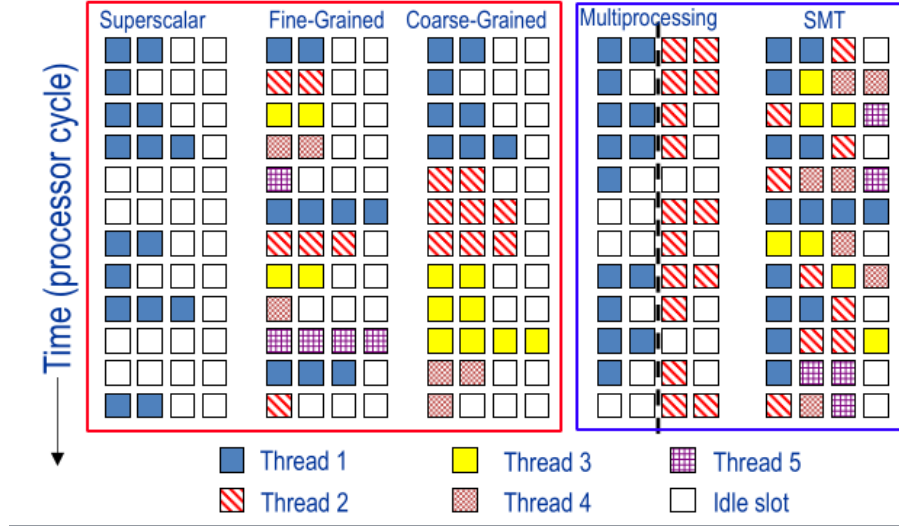 Superscalar
Fine-Grained
Coarse-Grained
Multiprocessing
SMT
Time (processor cycle)
Thread 1
Thread 3
Thread 5
Thread 2
Thread 4
Idle slot